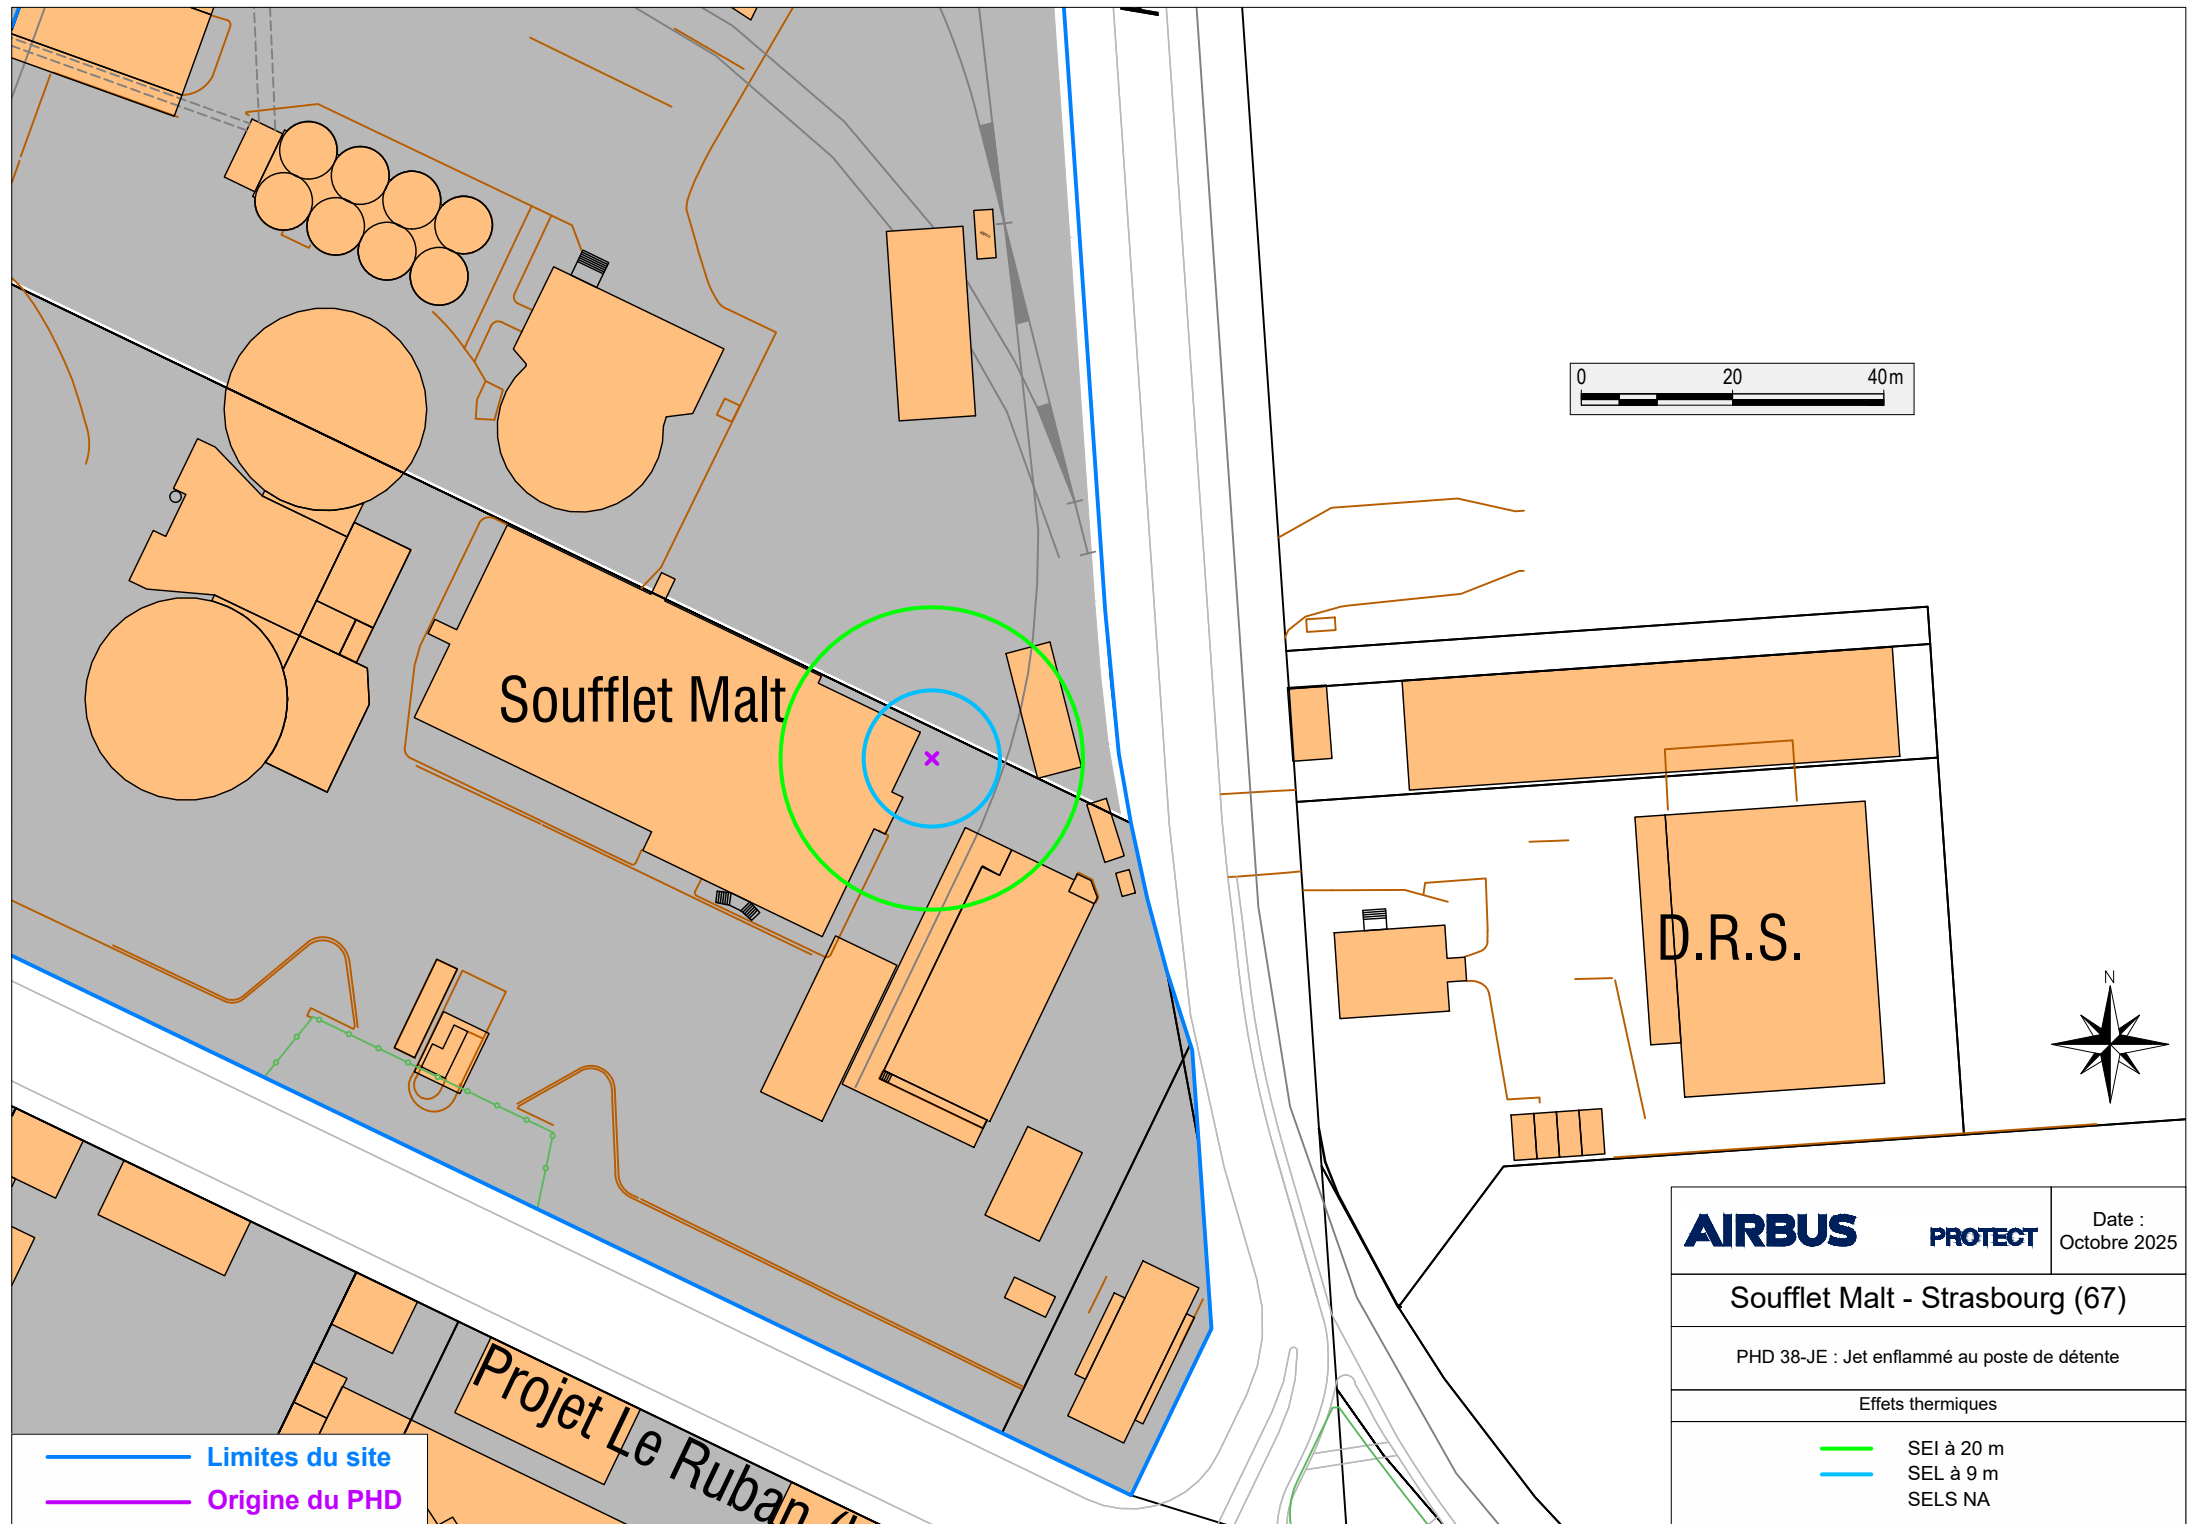 0 20 40m
Soufflet Malt
D.R.S.
N
AIRBUS PROTECT
Date :
Octobre 2025
Soufflet Malt - Strasbourg (67)
PHD 38-JE : Jet enflammé au poste de détente
Effets thermiques
SEI à 20 m
SEL à 9 m
SELS NA
Projet Le Ruban
Limites du site
Origine du PHD